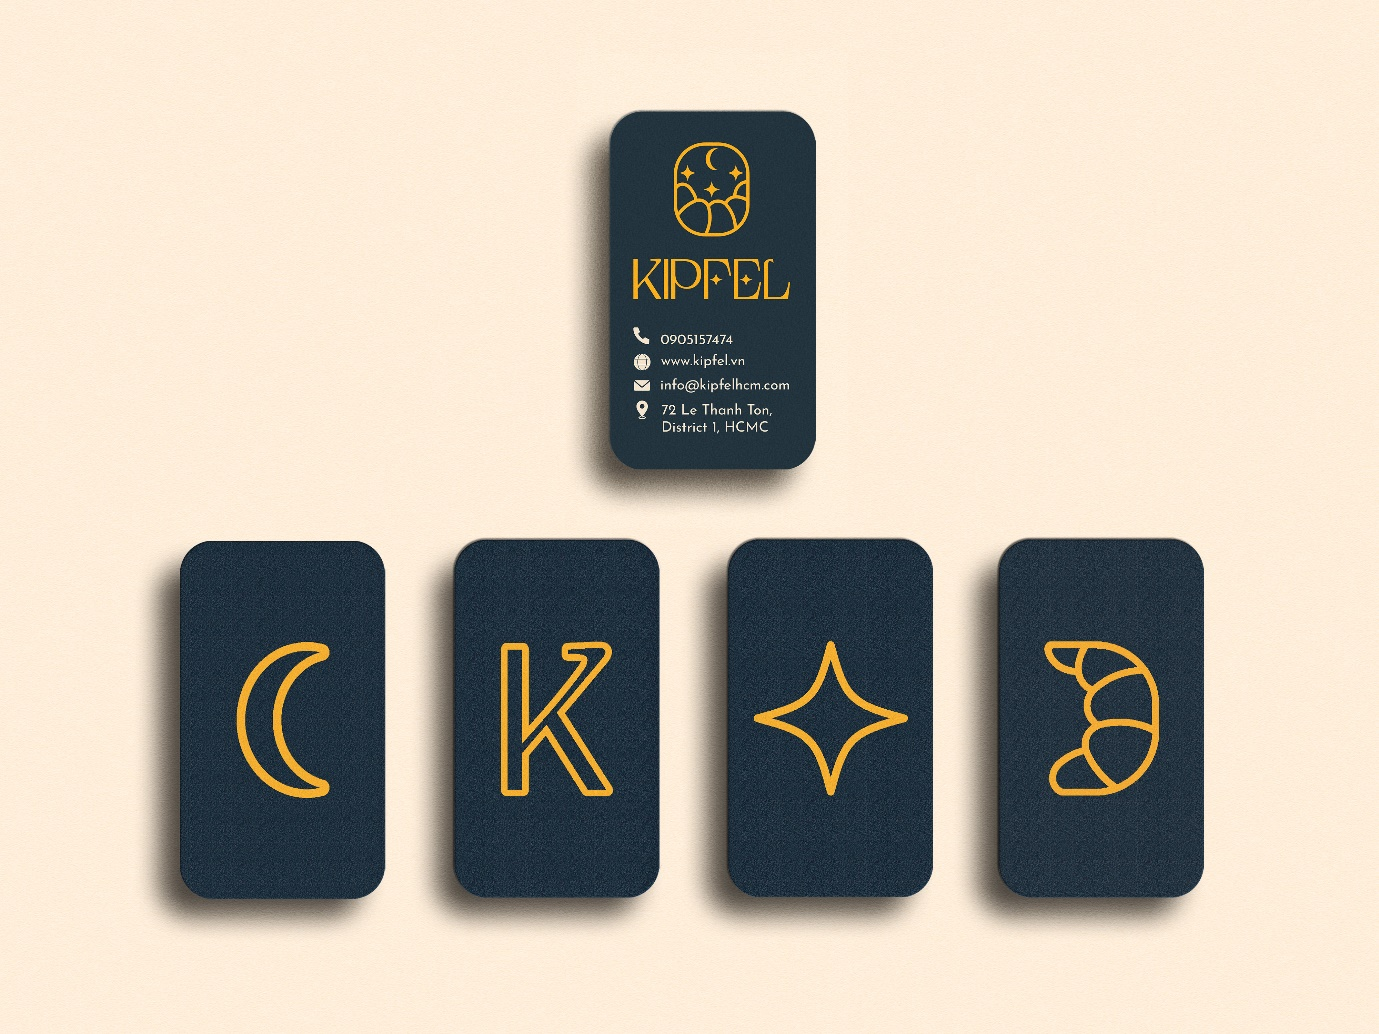 KIPFEL
0905157474
www.kipfel.vn
info@kipfelhcm.com
72 Le Thanh Ton,
District 1, HCMC
K